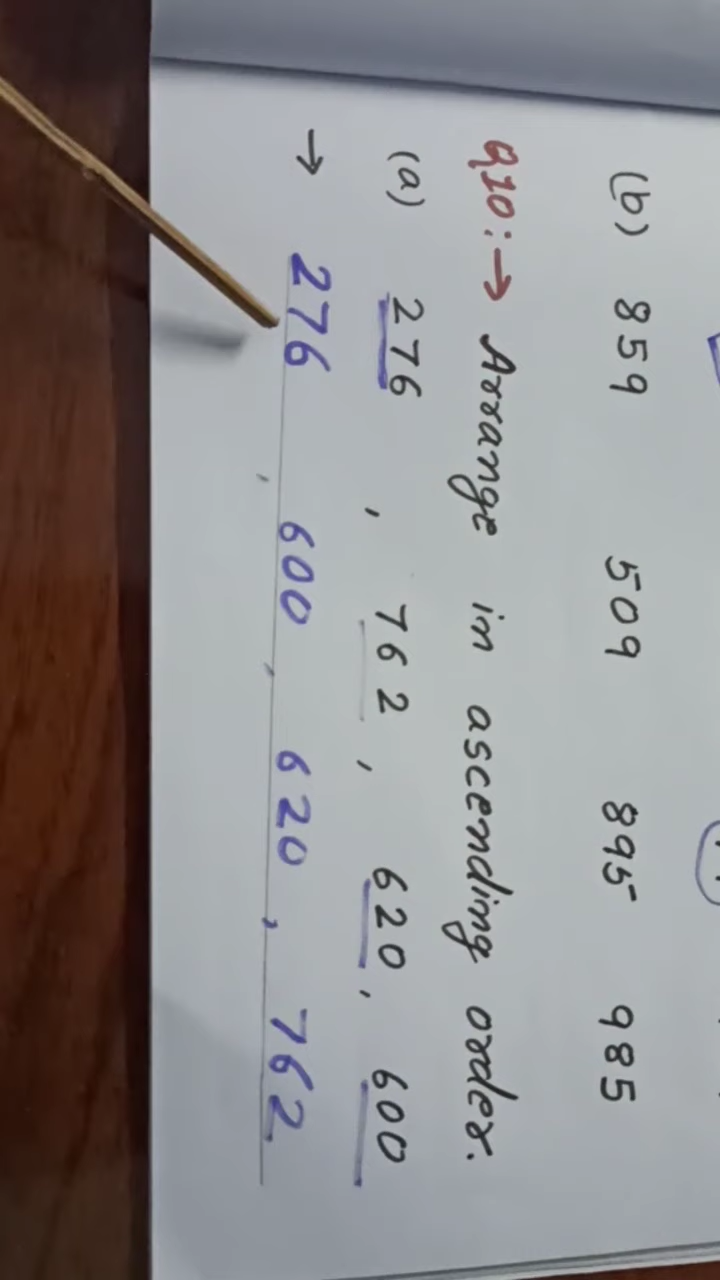 (b) 859 509 895 985
Q10:→ Arrange in ascending order.
(a) 276 , 762 , 620 , 600
→ 276 , 600 , 620 , 762